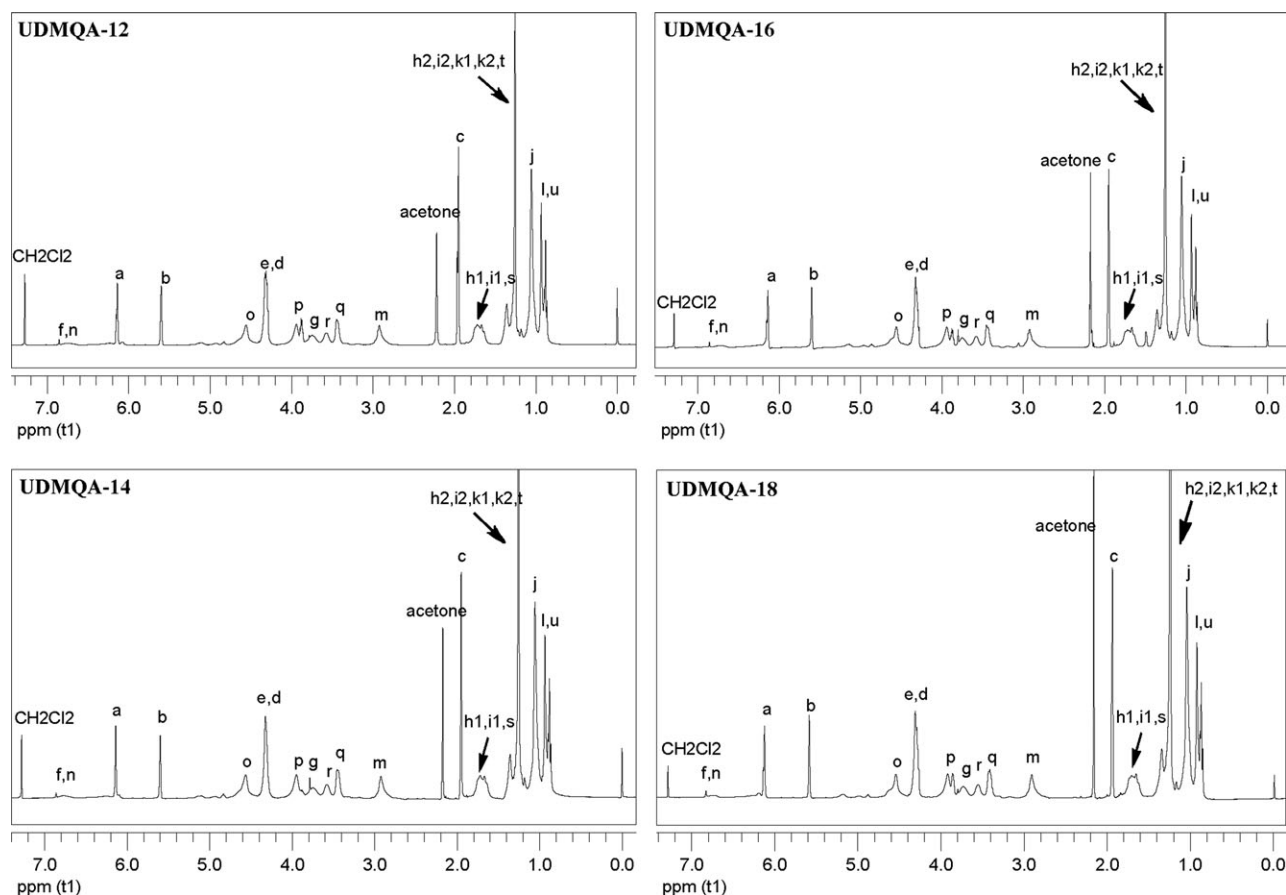 UDMQA-12
h2,i2,k1,k2,t
c
j
l,u
acetone
CH2Cl2
a
b
e,d
h1,i1,s
f,n
o
p
g
r
q
m
7.0 6.0 5.0 4.0 3.0 2.0 1.0 0.0
ppm (t1)
UDMQA-16
h2,i2,k1,k2,t
acetone
c
j
l,u
CH2Cl2
a
b
e,d
h1,i1,s
f,n
o
p
g
r
q
m
7.0 6.0 5.0 4.0 3.0 2.0 1.0 0.0
ppm (t1)
UDMQA-14
h2,i2,k1,k2,t
c
j
acetone
l,u
CH2Cl2
a
b
e,d
h1,i1,s
f,n
o
p
g
r
q
m
7.0 6.0 5.0 4.0 3.0 2.0 1.0 0.0
ppm (t1)
UDMQA-18
h2,i2,k1,k2,t
acetone
c
j
l,u
CH2Cl2
a
b
e,d
h1,i1,s
f,n
o
p
g
r
q
m
7.0 6.0 5.0 4.0 3.0 2.0 1.0 0.0
ppm (t1)